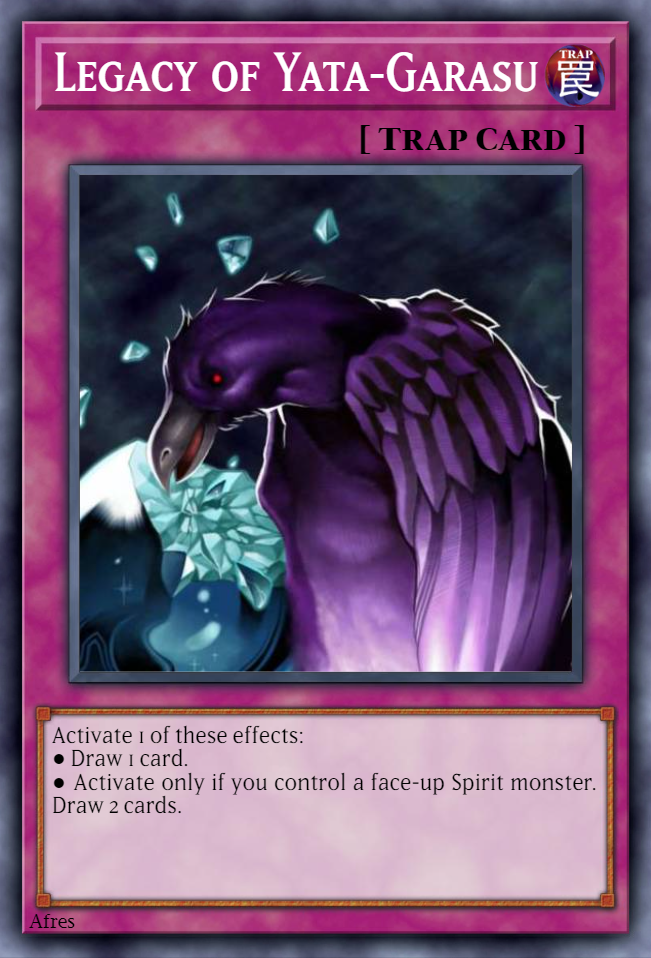 Legacy of Yata-Garasu
TRAP
罠
[ Trap Card ]
Activate 1 of these effects:
● Draw 1 card.
● Activate only if you control a face-up Spirit monster.
Draw 2 cards.
Afres